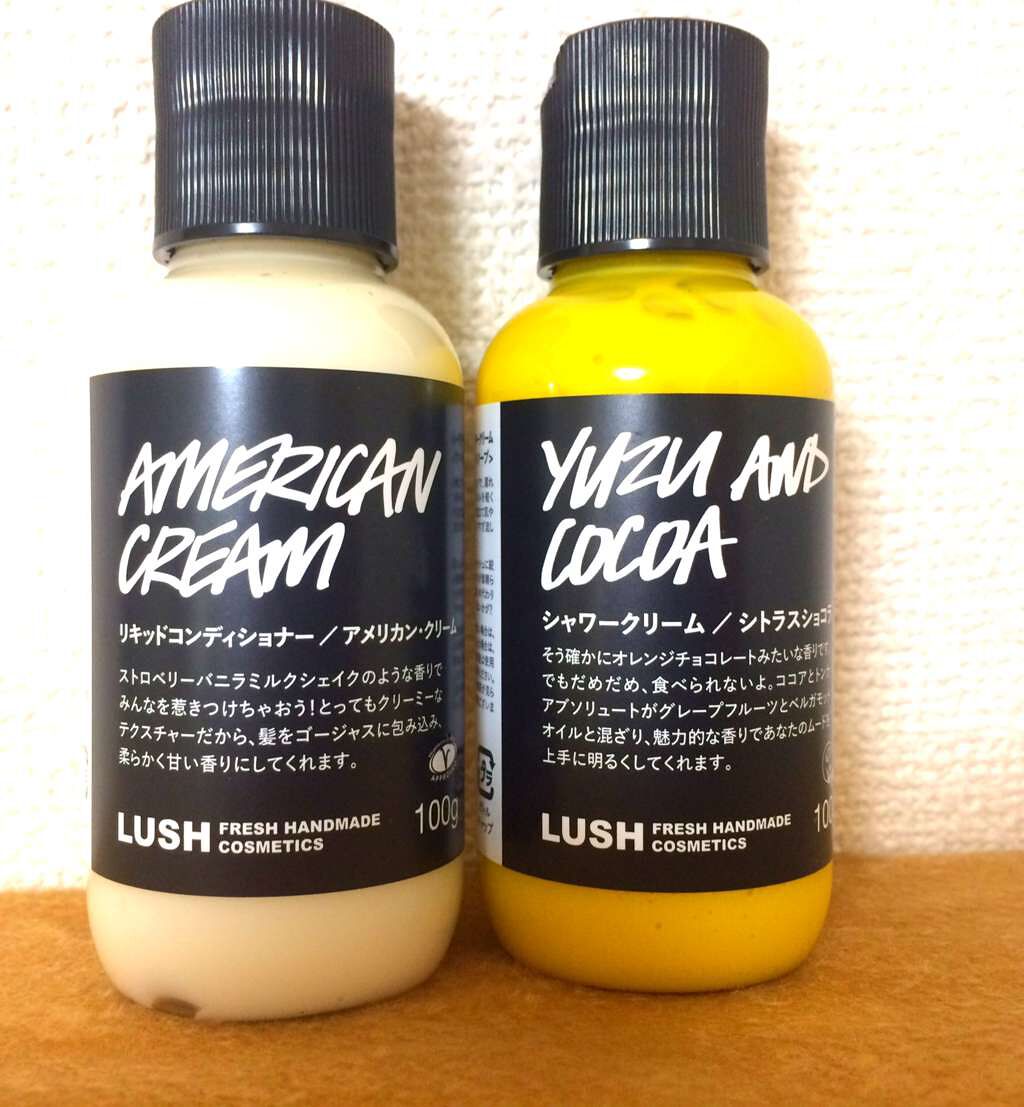 AMERICAN
CREAM
リキッドコンディショナー／アメリカン・クリーム
ストロベリーバニラミルクシェイクのような香りで
みんなを惹きつけちゃおう！とってもクリーミーな
テクスチャーだから、髪をゴージャスに包み込み、
柔らかく甘い香りにしてくれます。
LUSH FRESH HANDMADE
COSMETICS
100g
YUZU AND
COCOA
シャワークリーム／シトラスショコラ
そう確かにオレンジチョコレートみたいな香りです
でもだめだめ、食べられないよ。ココアとトンカ
アブソリュートがグレープフルーツとベルガモット
オイルと混ざり、魅力的な香りであなたのムードを
上手に明るくしてくれます。
LUSH FRESH HANDMADE
COSMETICS
プラ